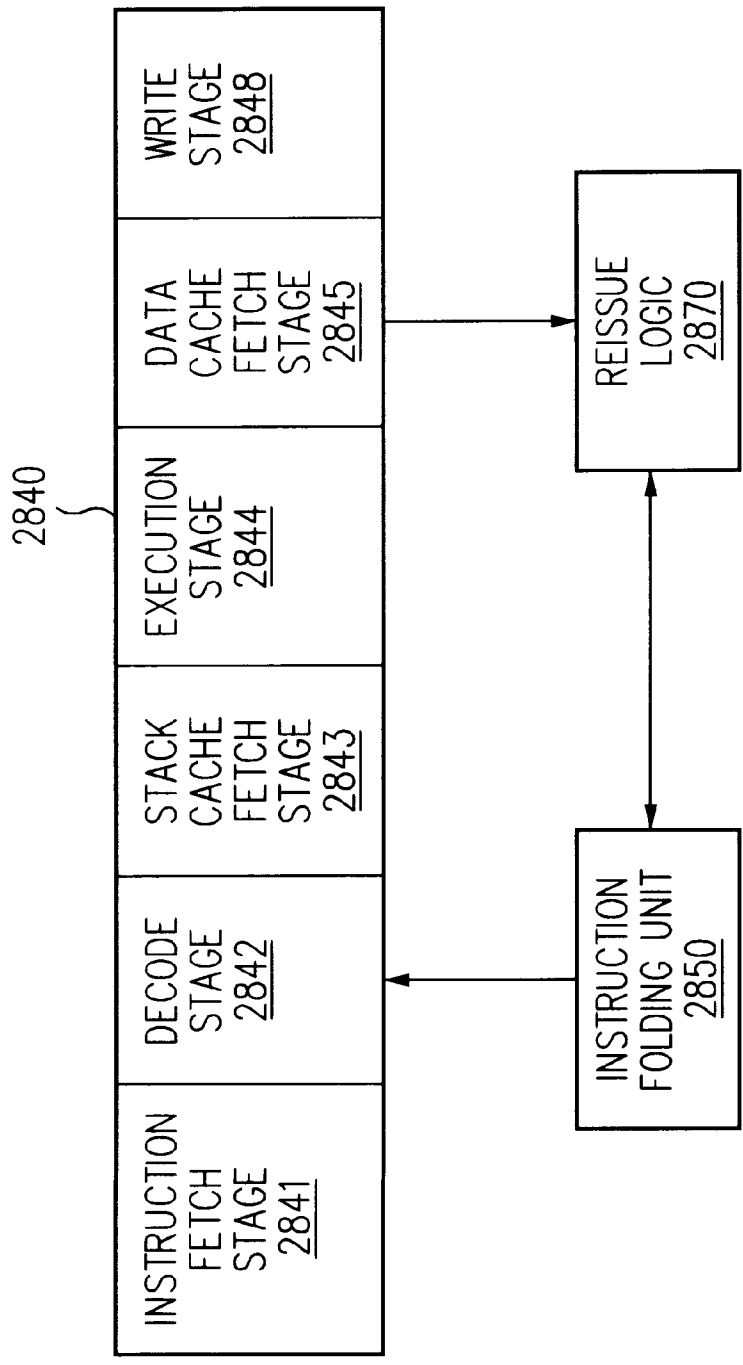 2840
INSTRUCTION
FETCH
STAGE
2841
DECODE
STAGE
2842
STACK
CACHE
FETCH
STAGE
2843
EXECUTION
STAGE
2844
DATA
CACHE
FETCH
STAGE
2845
WRITE
STAGE
2848
INSTRUCTION
FOLDING UNIT
2850
REISSUE
LOGIC
2870